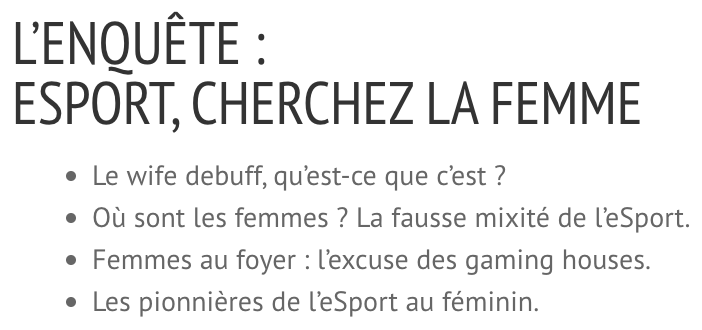 L’ENQUÊTE :
ESPORT, CHERCHEZ LA FEMME
• Le wife debuff, qu’est-ce que c’est ?
• Où sont les femmes ? La fausse mixité de l’eSport.
• Femmes au foyer : l’excuse des gaming houses.
• Les pionnières de l’eSport au féminin.